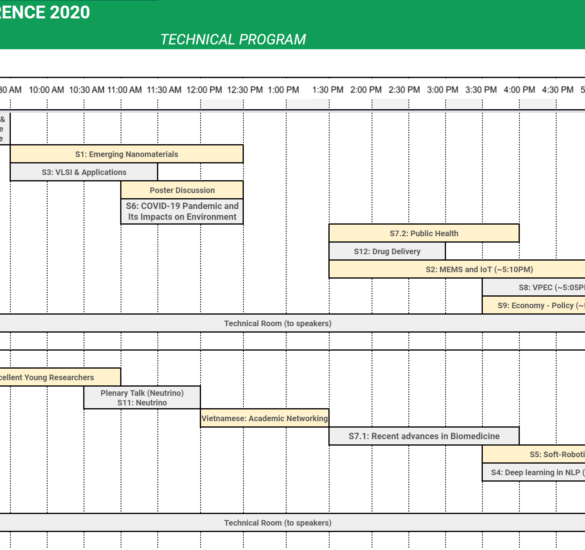 RENCE 2020
TECHNICAL PROGRAM
30 AM 10:00 AM 10:30 AM 11:00 AM 11:30 AM 12:00 PM 12:30 PM 1:00 PM 1:30 PM 2:00 PM 2:30 PM 3:00 PM 3:30 PM 4:00 PM 4:30 PM 5
&
e
e
S1: Emerging Nanomaterials
S3: VLSI & Applications
Poster Discussion
S6: COVID-19 Pandemic and
Its Impacts on Environment
S7.2: Public Health
S12: Drug Delivery
S2: MEMS and IoT (~5:10PM)
S8: VPEC (~5:05P
S9: Economy - Policy (~
Technical Room (to speakers)
cellent Young Researchers
Plenary Talk (Neutrino)
S11: Neutrino
Vietnamese: Academic Networking
S7.1: Recent advances in Biomedicine
S5: Soft-Roboti
S4: Deep learning in NLP (
Technical Room (to speakers)